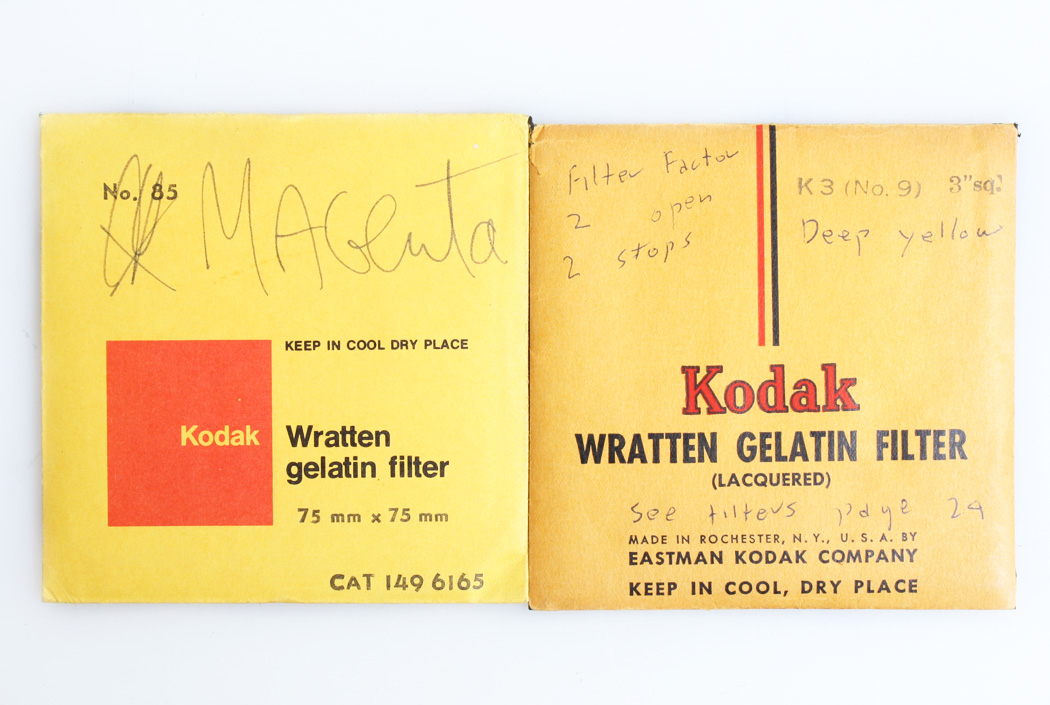 No. 85
Magenta
KEEP IN COOL DRY PLACE
Kodak
Wratten
gelatin filter
75 mm x 75 mm
CAT 149 6165
Filter Factor
2 open
2 stops
K3 (No. 9) 3" sq.
Deep yellow
Kodak
WRATTEN GELATIN FILTER
(LACQUERED)
See filters page 24
MADE IN ROCHESTER, N.Y., U.S.A. BY
EASTMAN KODAK COMPANY
KEEP IN COOL, DRY PLACE